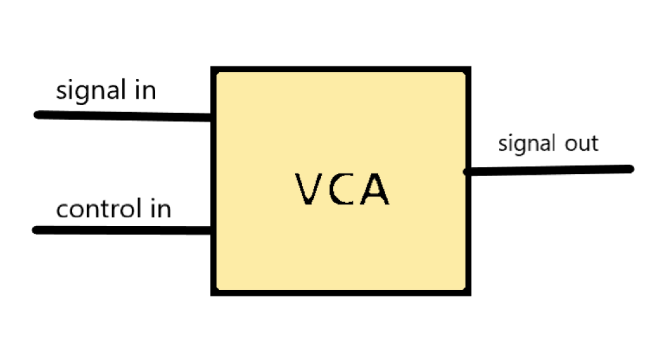 signal in
signal out
VCA
control in